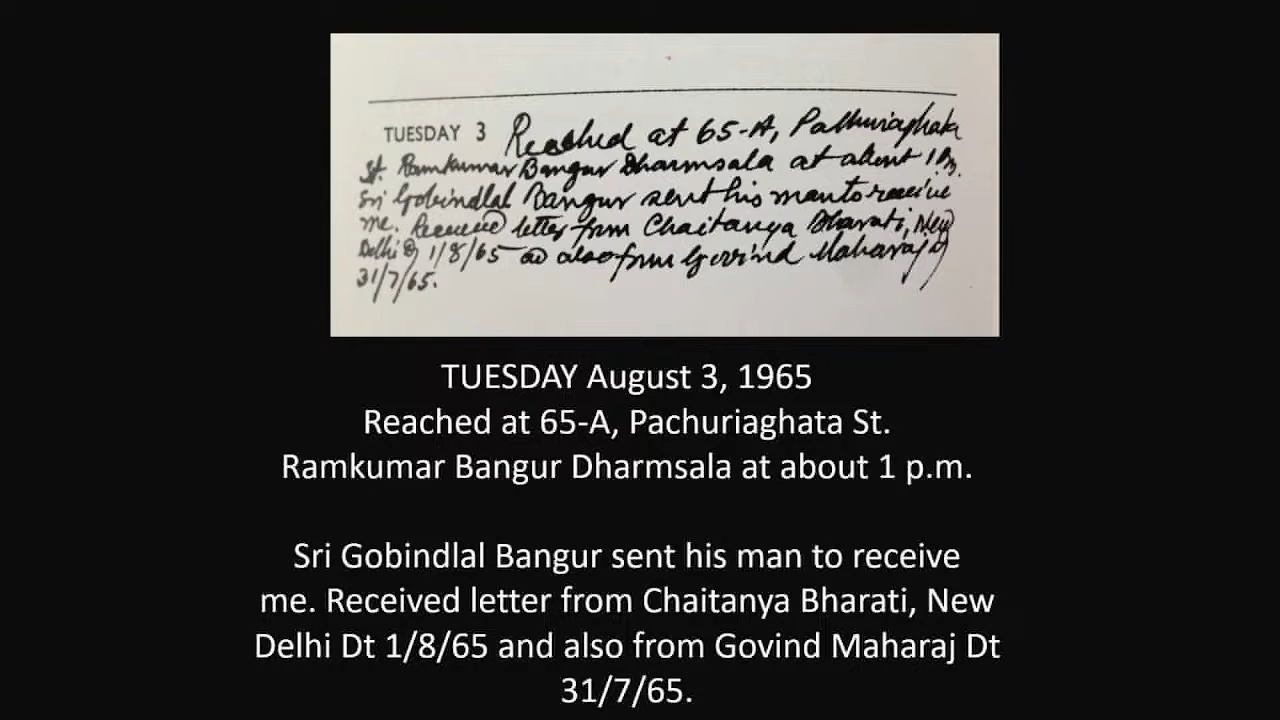 TUESDAY 3 Reached at 65-A, Pathuriaghata
St. Ramkumar Bangur Dharmsala at about 1 Pm.
Sri Gobindlal Bangur sent his man to receive
me. Received letter from Chaitanya Bharati, New
Delhi 1/8/65 also from Govind Maharaj
31/7/65.
TUESDAY August 3, 1965
Reached at 65-A, Pachuriaghata St.
Ramkumar Bangur Dharmsala at about 1 p.m.
Sri Gobindlal Bangur sent his man to receive
me. Received letter from Chaitanya Bharati, New
Delhi Dt 1/8/65 and also from Govind Maharaj Dt
31/7/65.